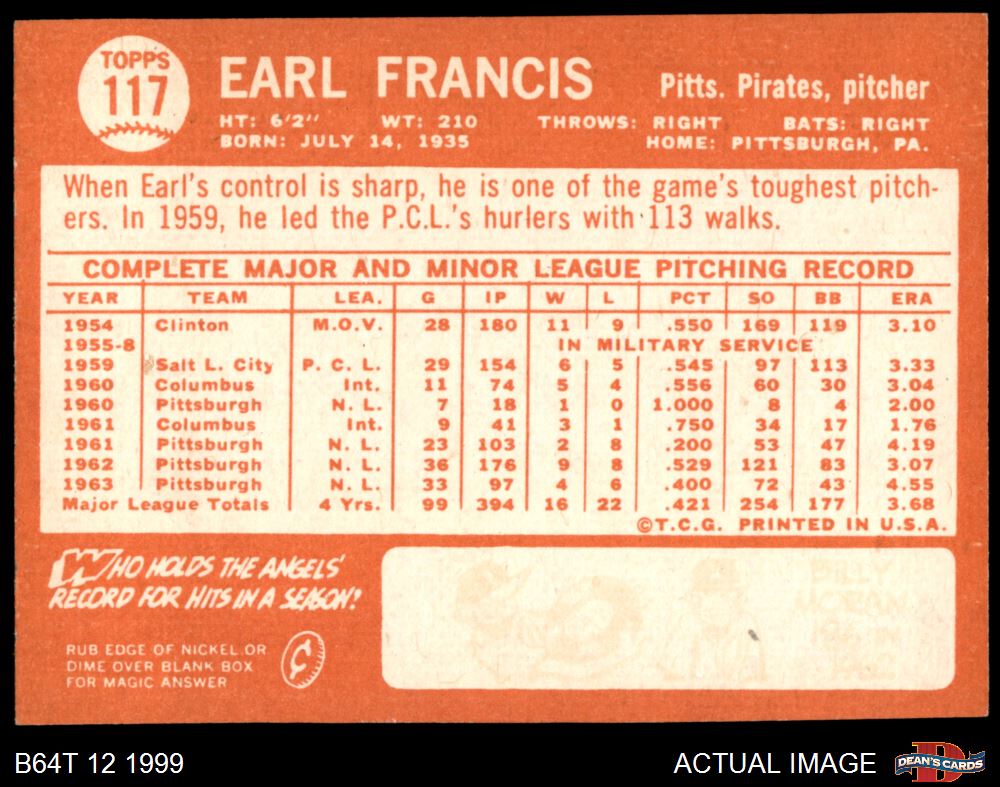 TOPPS
117
EARL FRANCIS
Pitts. Pirates, pitcher
HT: 6'2" WT: 210 THROWS: RIGHT BATS: RIGHT
BORN: JULY 14, 1935 HOME: PITTSBURGH, PA.
When Earl's control is sharp, he is one of the game's toughest pitch-
ers. In 1959, he led the P.C.L.'s hurlers with 113 walks.
COMPLETE MAJOR AND MINOR LEAGUE PITCHING RECORD
YEAR TEAM LEA. G IP W L PCT SO BB ERA
1954 Clinton M.O.V. 28 180 11 9 .550 169 119 3.10
1955-8 IN MILITARY SERVICE
1959 Salt L. City P. C. L. 29 154 6 5 .545 97 113 3.33
1960 Columbus Int. 11 74 5 4 .556 60 30 3.04
1960 Pittsburgh N. L. 7 18 1 0 1.000 8 4 2.00
1961 Columbus Int. 9 41 3 1 .750 34 17 1.76
1961 Pittsburgh N. L. 23 103 2 8 .200 53 47 4.19
1962 Pittsburgh N. L. 36 176 9 8 .529 121 83 3.07
1963 Pittsburgh N. L. 33 97 4 6 .400 72 43 4.55
Major League Totals 4 Yrs. 99 394 16 22 .421 254 177 3.68
©T.C.G. PRINTED IN U.S.A.
WHO HOLDS THE ANGELS'
RECORD FOR HITS IN A SEASON?
RUB EDGE OF NICKEL OR
DIME OVER BLANK BOX
FOR MAGIC ANSWER
BILLY
MORAN
B64T 12 1999
ACTUAL IMAGE
D
DEAN'S CARDS